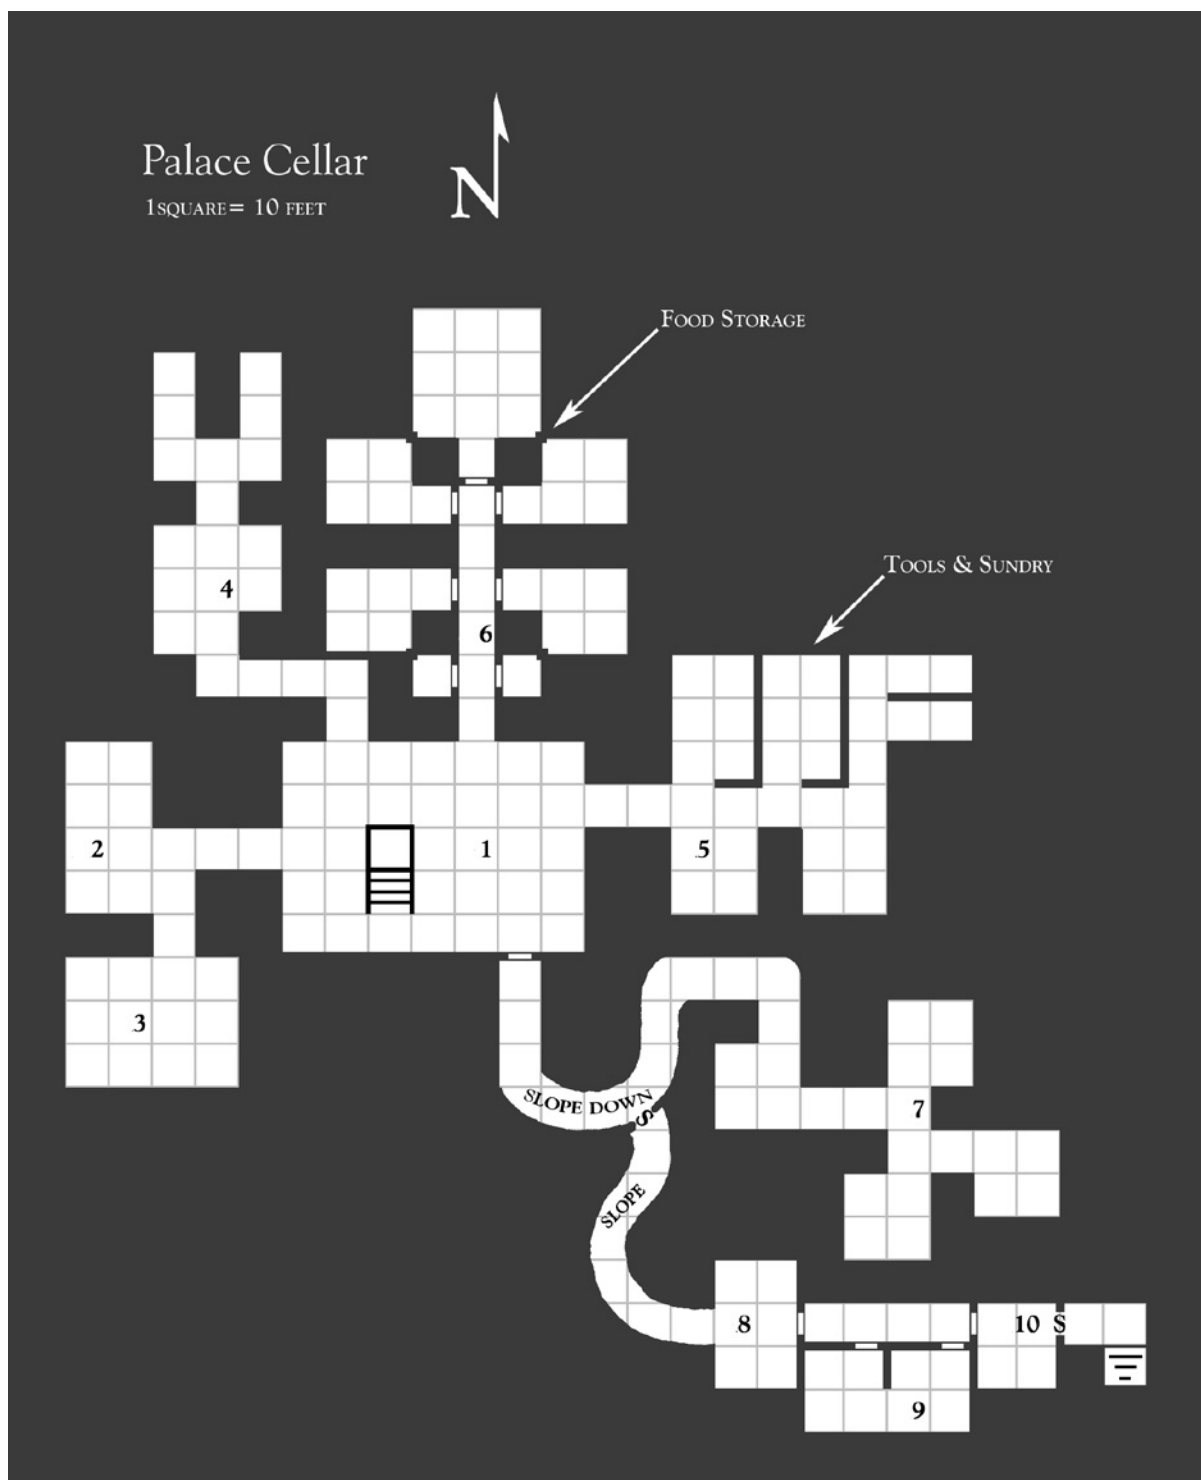 Palace Cellar
1SQUARE= 10 FEET
N
FOOD STORAGE
4
TOOLS & SUNDRY
6
2
1
5
3
SLOPE DOWN
S
7
SLOPE
8
10 S
9